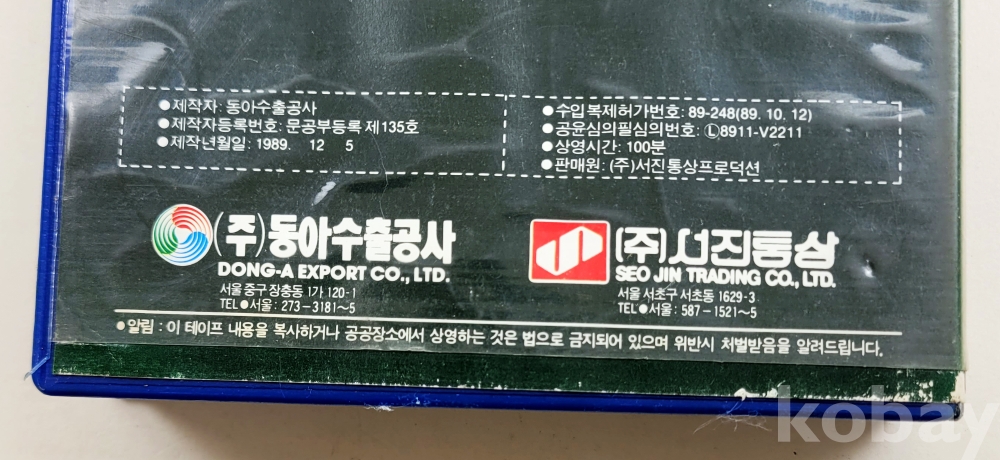 ●제작자: 동아수출공사
●제작자등록번호: 문공부등록 제135호
●제작년월일: 1989. 12 5
●수입복제허가번호: 89-248(89. 10. 12)
●공윤심의필심의번호: Ⓛ8911-V2211
●상영시간: 100분
●판매원: (주)서진통상프로덕션
(주)동아수출공사
DONG-A EXPORT CO., LTD.
서울 중구 장충동 1가 120-1
TEL●서울: 273-3181~5
(주)서진통상
SEO JIN TRADING CO., LTD.
서울 서초구 서초동 1629-3
TEL●서울: 587-1521~5
●알림 : 이 테이프 내용을 복사하거나 공공장소에서 상영하는 것은 법으로 금지되어 있으며 위반시 처벌받음을 알려드립니다.
kobay